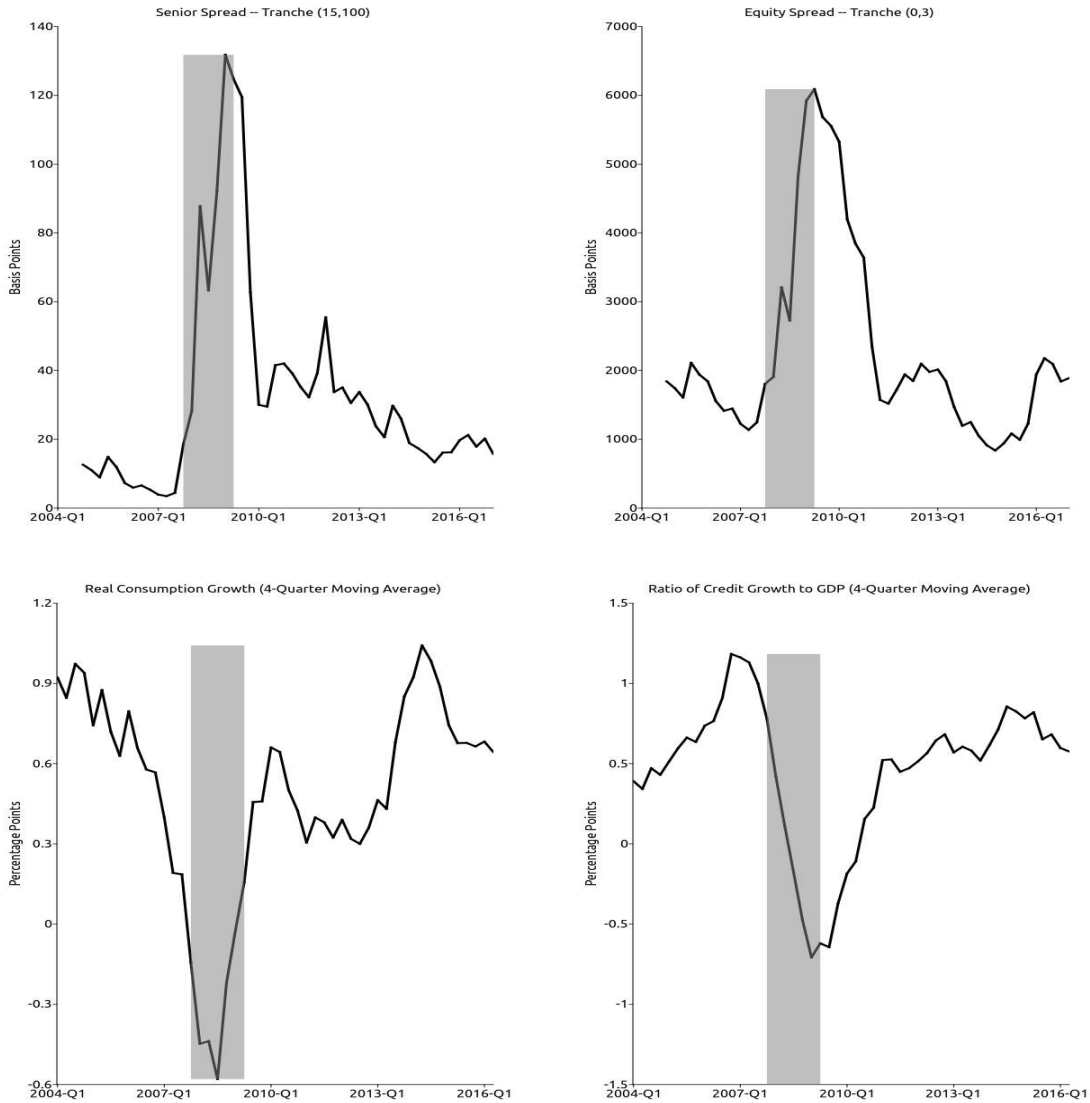 Senior Spread -- Tranche (15,100)
140
120
100
80
60
40
20
0
Basis Points
2004-Q1 2007-Q1 2010-Q1 2013-Q1 2016-Q1
Equity Spread -- Tranche (0,3)
7000
6000
5000
4000
3000
2000
1000
0
Basis Points
2004-Q1 2007-Q1 2010-Q1 2013-Q1 2016-Q1
Real Consumption Growth (4-Quarter Moving Average)
1.2
0.9
0.6
0.3
0
-0.3
-0.6
Percentage Points
2004-Q1 2007-Q1 2010-Q1 2013-Q1 2016-Q1
Ratio of Credit Growth to GDP (4-Quarter Moving Average)
1.5
1
0.5
0
-0.5
-1
-1.5
Percentage Points
2004-Q1 2007-Q1 2010-Q1 2013-Q1 2016-Q1